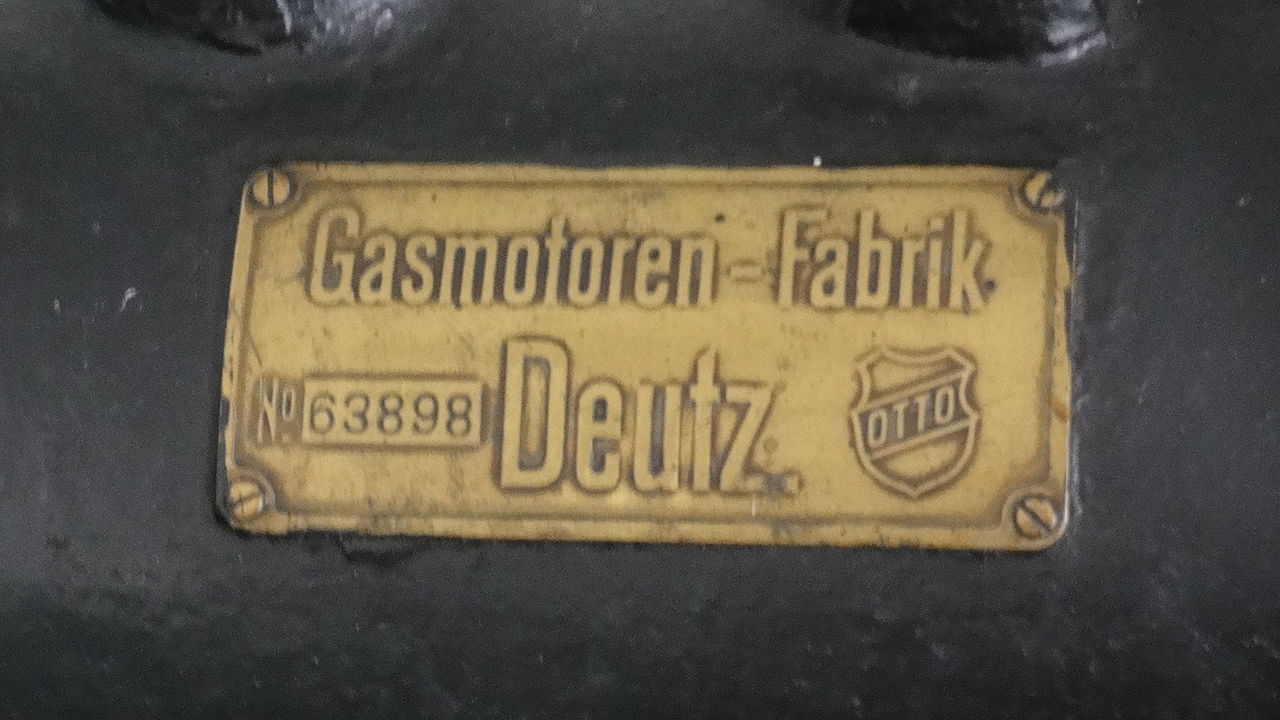 Gasmotoren-Fabrik
Deutz.
No 63898
OTTO